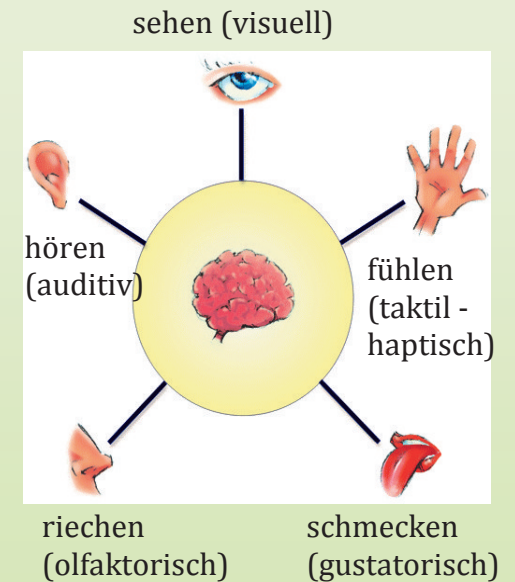 sehen (visuell)
hören
(auditiv)
fühlen
(taktil -
haptisch)
riechen
(olfaktorisch)
schmecken
(gustatorisch)